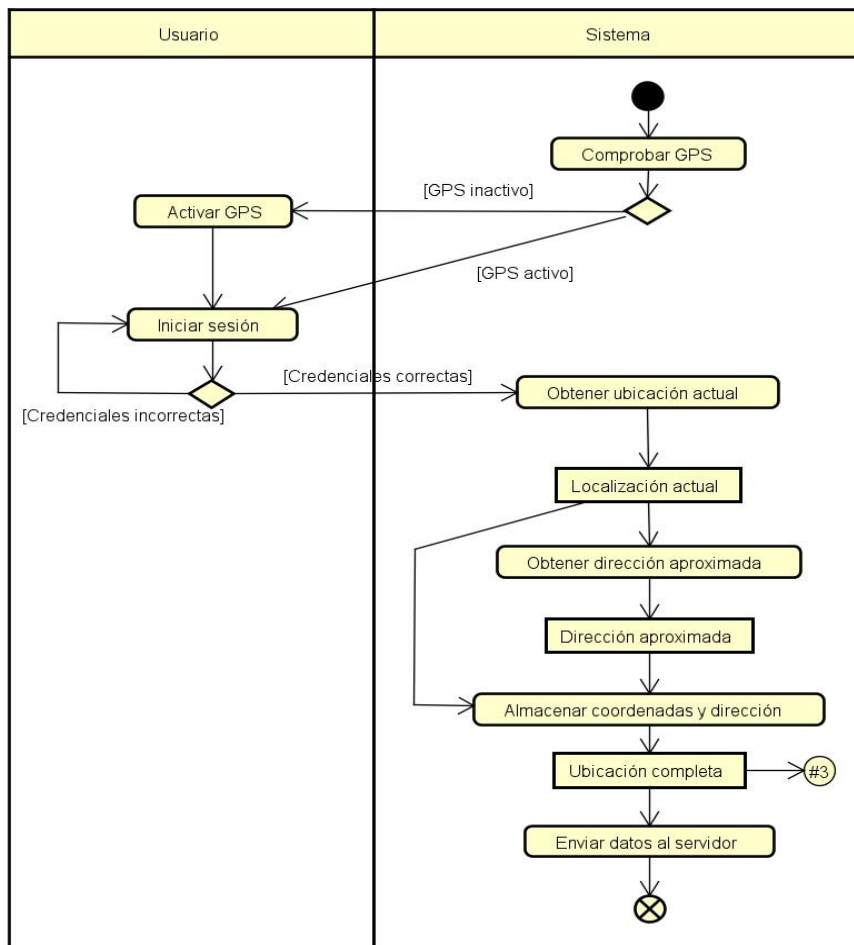 Usuario
Sistema
Comprobar GPS
[GPS inactivo]
Activar GPS
[GPS activo]
Iniciar sesión
[Credenciales correctas]
Obtener ubicación actual
[Credenciales incorrectas]
Localización actual
Obtener dirección aproximada
Dirección aproximada
Almacenar coordenadas y dirección
Ubicación completa
#3
Enviar datos al servidor